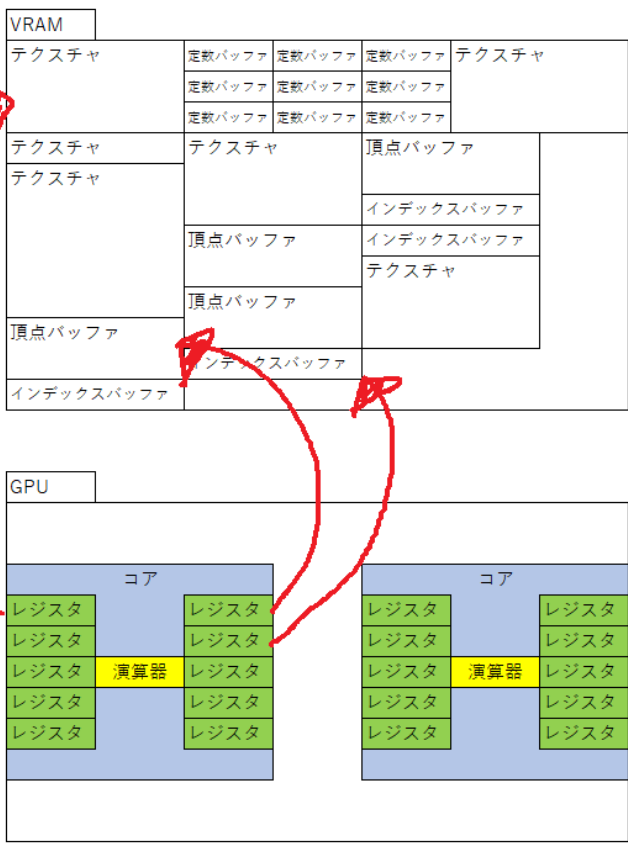 VRAM
テクスチャ 定数バッファ 定数バッファ 定数バッファ テクスチャ
定数バッファ 定数バッファ 定数バッファ
定数バッファ 定数バッファ 定数バッファ
テクスチャ テクスチャ 頂点バッファ
テクスチャ
インデックスバッファ
頂点バッファ インデックスバッファ
テクスチャ
頂点バッファ
頂点バッファ
インデックスバッファ
インデックスバッファ
GPU
コア コア
レジスタ レジスタ レジスタ レジスタ
レジスタ レジスタ レジスタ レジスタ
レジスタ 演算器 レジスタ レジスタ 演算器 レジスタ
レジスタ レジスタ レジスタ レジスタ
レジスタ レジスタ レジスタ レジスタ